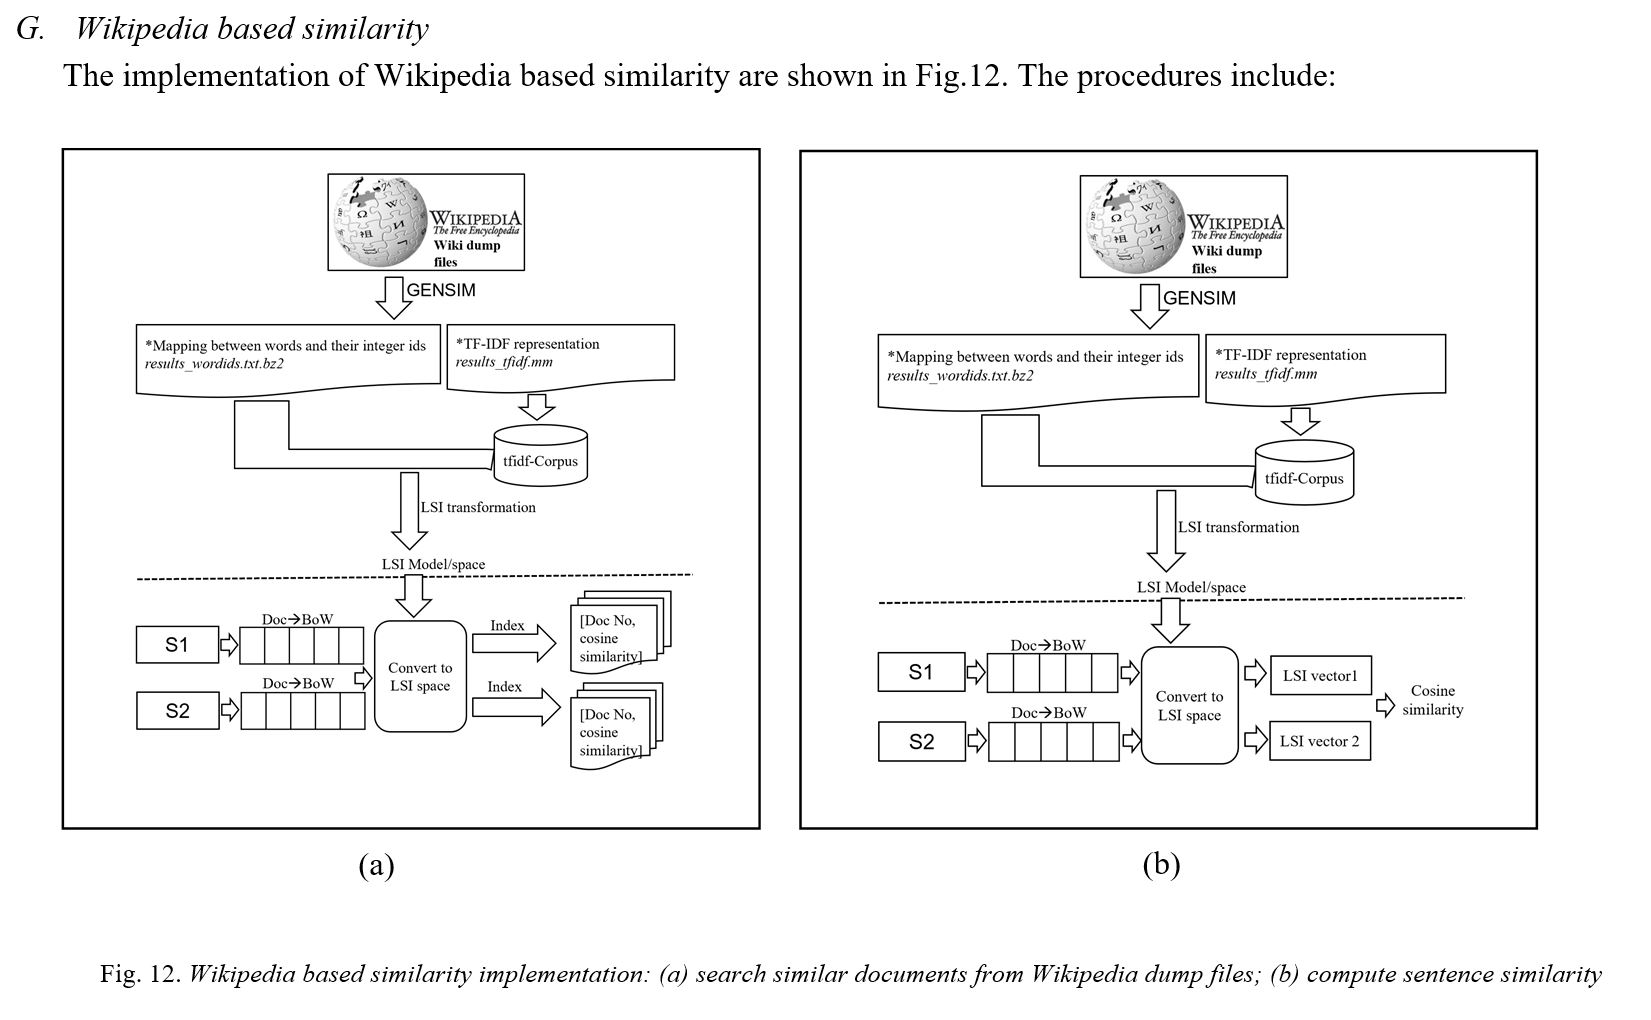 G. Wikipedia based similarity
The implementation of Wikipedia based similarity are shown in Fig.12. The procedures include:
WIKIPEDIA
The Free Encyclopedia
Wiki dump
files
GENSIM
*Mapping between words and their integer ids
results_wordids.txt.bz2
*TF-IDF representation
results_tfidf.mm
tfidf-Corpus
LSI transformation
LSI Model/space
Doc→BoW
S1
Doc→BoW
S2
Convert to
LSI space
Index
[Doc No,
cosine
similarity]
Index
[Doc No,
cosine
similarity]
(a)
WIKIPEDIA
The Free Encyclopedia
Wiki dump
files
GENSIM
*Mapping between words and their integer ids
results_wordids.txt.bz2
*TF-IDF representation
results_tfidf.mm
tfidf-Corpus
LSI transformation
LSI Model/space
Doc→BoW
S1
Doc→BoW
S2
Convert to
LSI space
LSI vector1
LSI vector 2
Cosine
similarity
(b)
Fig. 12. Wikipedia based similarity implementation: (a) search similar documents from Wikipedia dump files; (b) compute sentence similarity